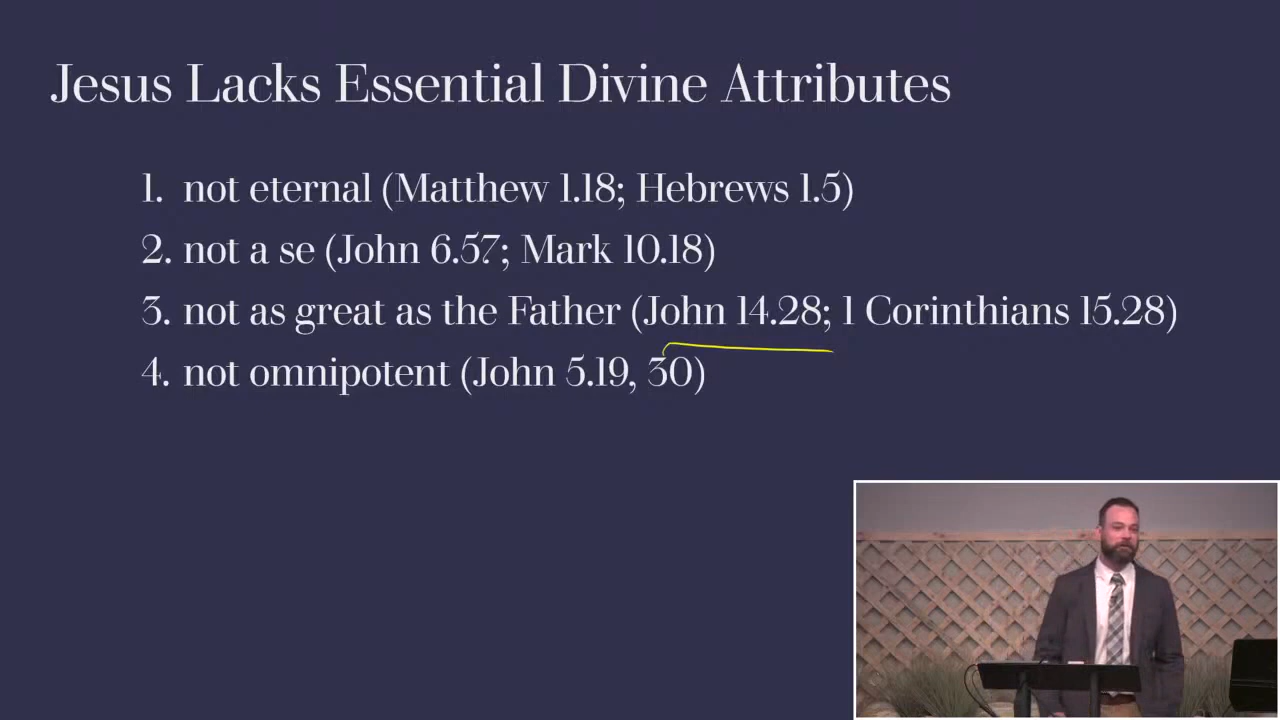 Jesus Lacks Essential Divine Attributes
1. not eternal (Matthew 1.18; Hebrews 1.5)
2. not a se (John 6.57; Mark 10.18)
3. not as great as the Father (John 14.28; 1 Corinthians 15.28)
4. not omnipotent (John 5.19, 30)